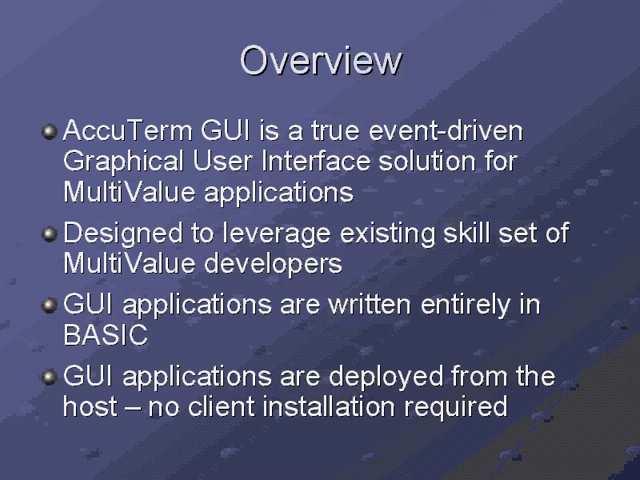 Overview
AccuTerm GUI is a true event-driven
Graphical User Interface solution for
MultiValue applications
Designed to leverage existing skill set of
MultiValue developers
GUI applications are written entirely in
BASIC
GUI applications are deployed from the
host – no client installation required